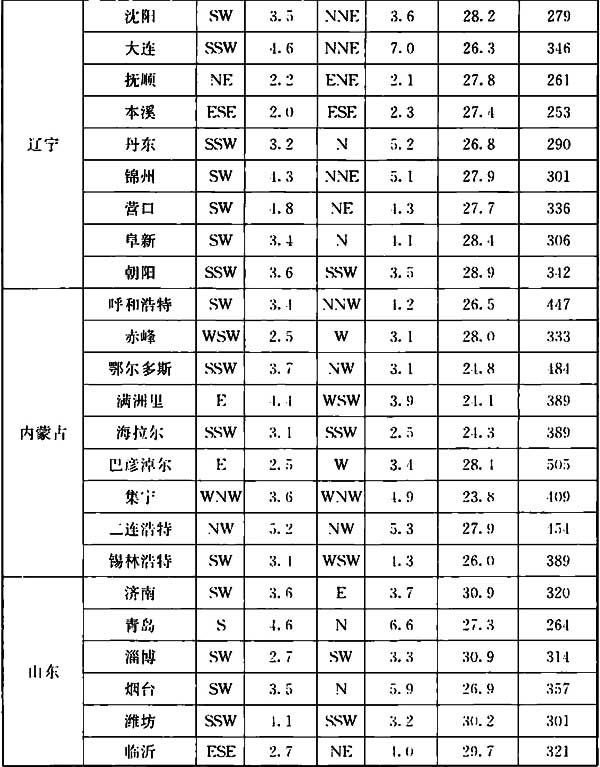 沈阳 SW 3.5 NNE 3.6 28.2 279
大连 SSW 4.6 NNE 7.0 26.3 346
抚顺 NE 2.2 ENE 2.1 27.8 261
本溪 ESE 2.0 ESE 2.3 27.4 253
辽宁 丹东 SSW 3.2 N 5.2 26.8 290
锦州 SW 4.3 NNE 5.1 27.9 301
营口 SW 4.8 NE 4.3 27.7 336
阜新 SW 3.4 N 4.1 28.4 306
朝阳 SSW 3.6 SSW 3.5 28.9 342
呼和浩特 SW 3.4 NNW 4.2 26.5 447
赤峰 WSW 2.5 W 3.1 28.0 333
鄂尔多斯 SSW 3.7 NW 3.1 24.8 484
满洲里 E 4.4 WSW 3.9 24.1 389
内蒙古 海拉尔 SSW 3.1 SSW 2.5 24.3 389
巴彦淖尔 E 2.5 W 3.4 28.4 505
集宁 WNW 3.6 WNW 4.9 23.8 409
二连浩特 NW 5.2 NW 5.3 27.9 454
锡林浩特 SW 3.4 WSW 4.3 26.0 389
济南 SW 3.6 E 3.7 30.9 320
青岛 S 4.6 N 6.6 27.3 264
淄博 SW 2.7 SW 3.3 30.9 314
山东 烟台 SW 3.5 N 5.9 26.9 357
潍坊 SSW 4.1 SSW 3.2 30.2 301
临沂 ESE 2.7 NE 4.0 29.7 321